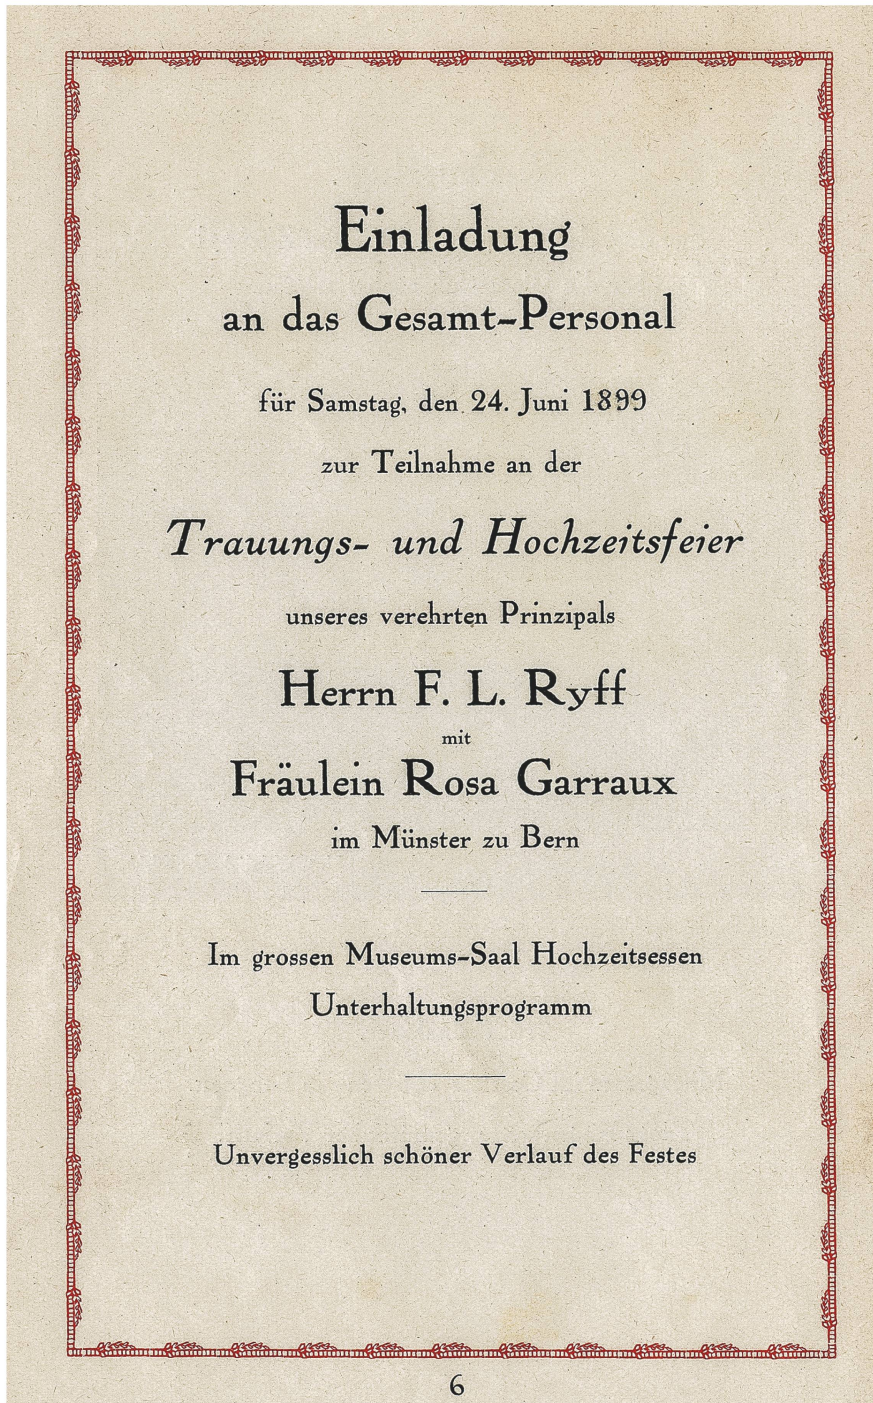 Einladung
an das Gesamt-Personal
für Samstag, den 24. Juni 1899
zur Teilnahme an der
Trauungs- und Hochzeitsfeier
unseres verehrten Prinzipals
Herrn F. L. Ryff
mit
Fräulein Rosa Garraux
im Münster zu Bern
Im grossen Museums-Saal Hochzeitsessen
Unterhaltungsprogramm
Unvergesslich schöner Verlauf des Festes
6